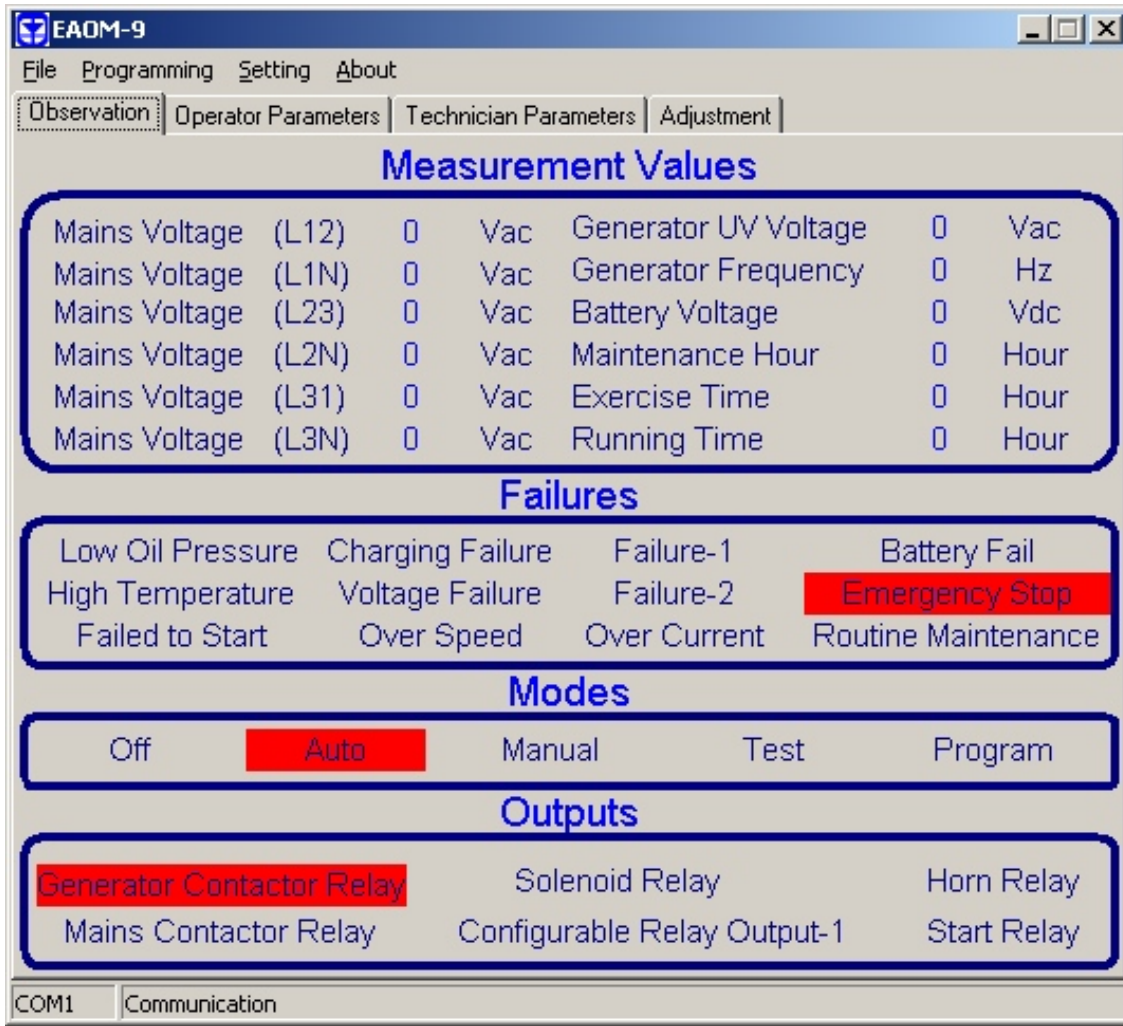 EAOM-9
File Programming Setting About
Observation Operator Parameters Technician Parameters Adjustment
Measurement Values
Mains Voltage (L12) 0 Vac Generator UV Voltage 0 Vac
Mains Voltage (L1N) 0 Vac Generator Frequency 0 Hz
Mains Voltage (L23) 0 Vac Battery Voltage 0 Vdc
Mains Voltage (L2N) 0 Vac Maintenance Hour 0 Hour
Mains Voltage (L31) 0 Vac Exercise Time 0 Hour
Mains Voltage (L3N) 0 Vac Running Time 0 Hour
Failures
Low Oil Pressure Charging Failure Failure-1 Battery Fail
High Temperature Voltage Failure Failure-2 Emergency Stop
Failed to Start Over Speed Over Current Routine Maintenance
Modes
Off Auto Manual Test Program
Outputs
Generator Contactor Relay Solenoid Relay Horn Relay
Mains Contactor Relay Configurable Relay Output-1 Start Relay
COM1 Communication